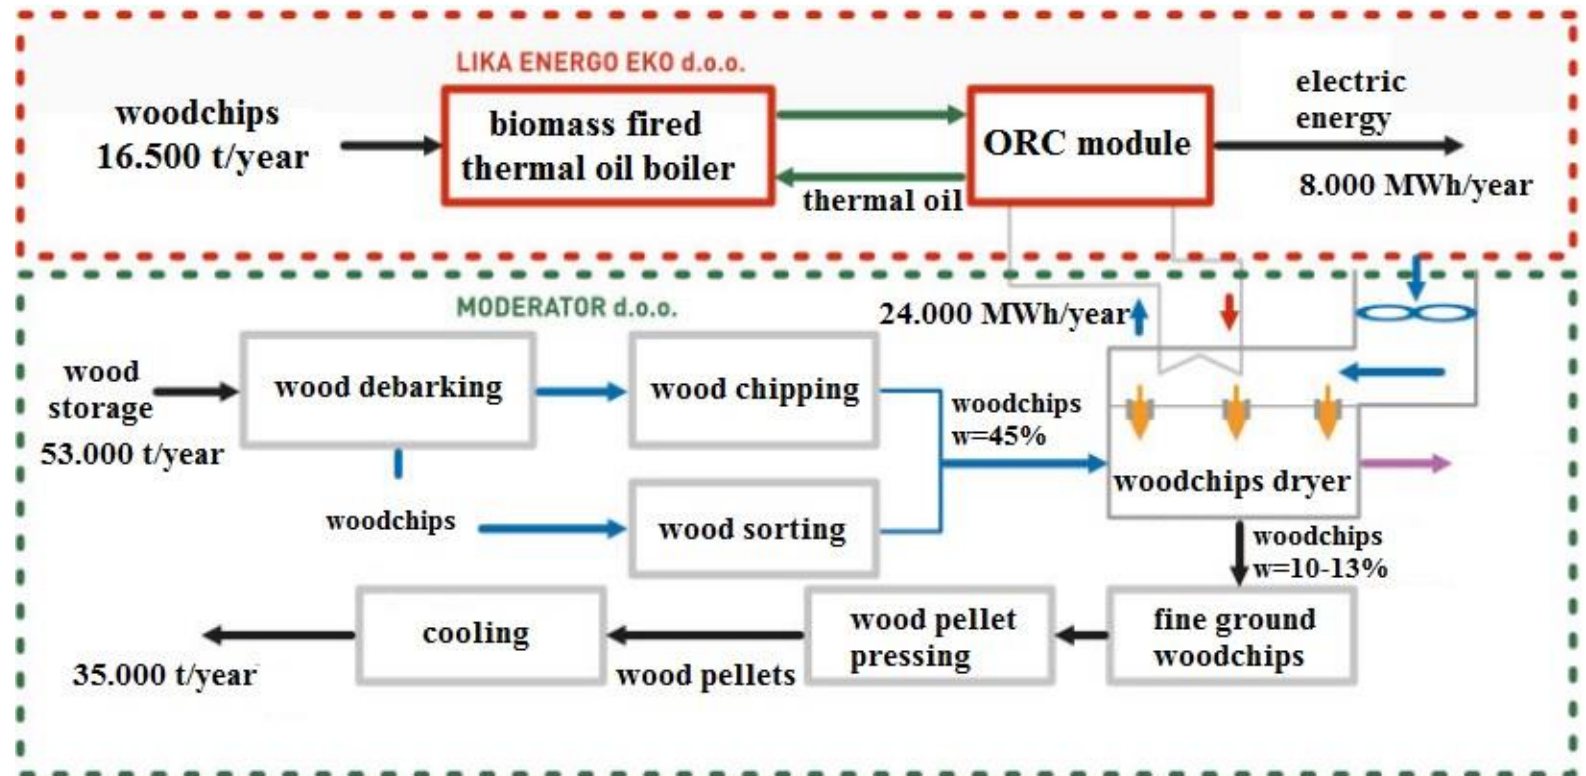 LIKA ENERGO EKO d.o.o.
woodchips
16.500 t/year
biomass fired
thermal oil boiler
thermal oil
ORC module
electric
energy
8.000 MWh/year
MODERATOR d.o.o.
24.000 MWh/year
wood
storage
53.000 t/year
wood debarking
wood chipping
woodchips
w=45%
woodchips
wood sorting
woodchips dryer
woodchips
w=10-13%
fine ground
woodchips
wood pellet
pressing
wood pellets
cooling
35.000 t/year